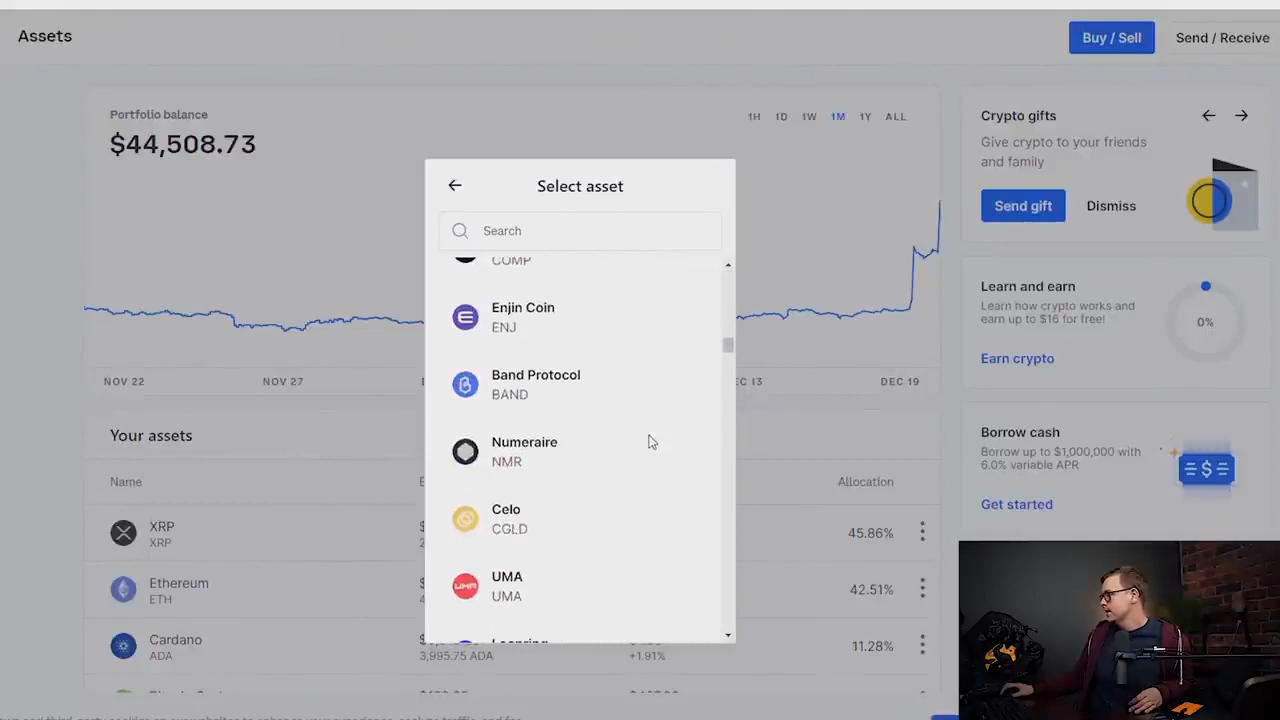 Assets
Buy / Sell
Send / Receive
Portfolio balance
$44,508.73
1H 1D 1W 1M 1Y ALL
Crypto gifts
Give crypto to your friends
and family
Send gift
Dismiss
Select asset
Search
COMP
Enjin Coin
ENJ
Band Protocol
BAND
Numeraire
NMR
Celo
CGLD
UMA
UMA
UMA
Learn and earn
Learn how crypto works and
earn up to $16 for free!
0%
Earn crypto
NOV 22
NOV 27
DEC 19
Borrow cash
Borrow up to $1,000,000 with
6.0% variable APR
Get started
Your assets
Name
Allocation
XRP
XRP
45.86%
Ethereum
ETH
42.51%
Cardano
ADA
3,995.75 ADA
+1.91%
11.28%